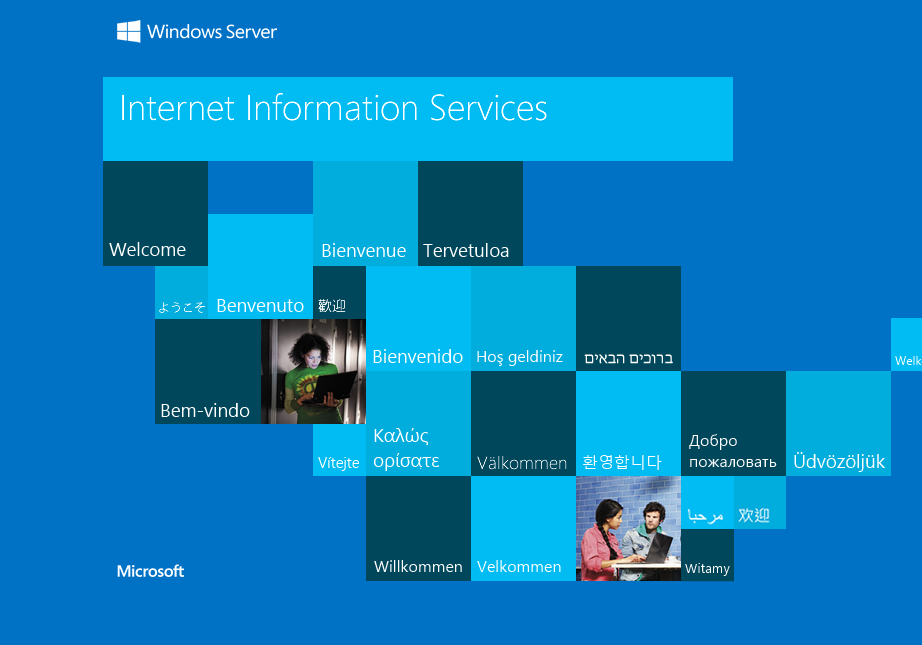 Windows Server
Internet Information Services
Welcome
Bienvenue
Tervetuloa
ようこそ
Benvenuto
歡迎
Bienvenido
Hoş geldiniz
ברוכים הבאים
Welk
Bem-vindo
Vítejte
Καλώς
ορίσατε
Välkommen
환영합니다
Добро
пожаловать
Üdvözöljük
مرحبا
欢迎
Willkommen
Velkommen
Witamy
Microsoft